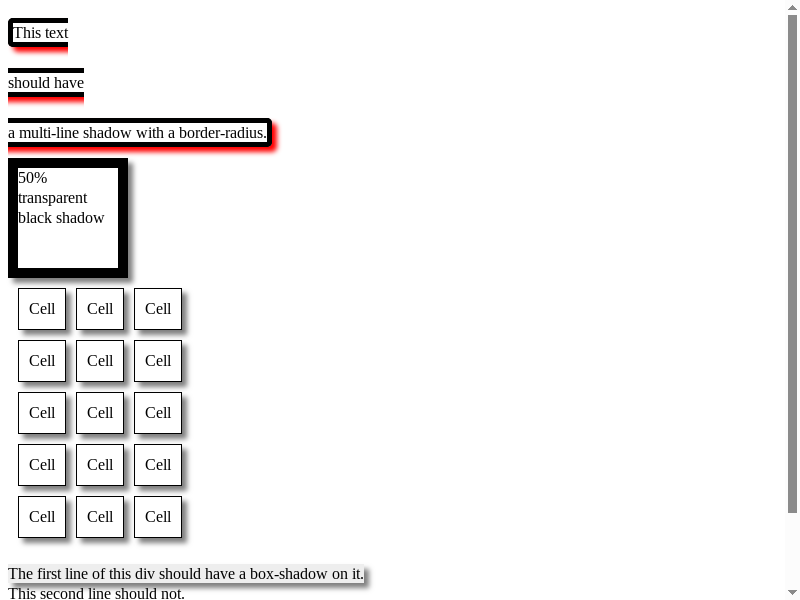 This text
should have
a multi-line shadow with a border-radius.
50%
transparent
black shadow
Cell Cell Cell
Cell Cell Cell
Cell Cell Cell
Cell Cell Cell
Cell Cell Cell
The first line of this div should have a box-shadow on it.
This second line should not.